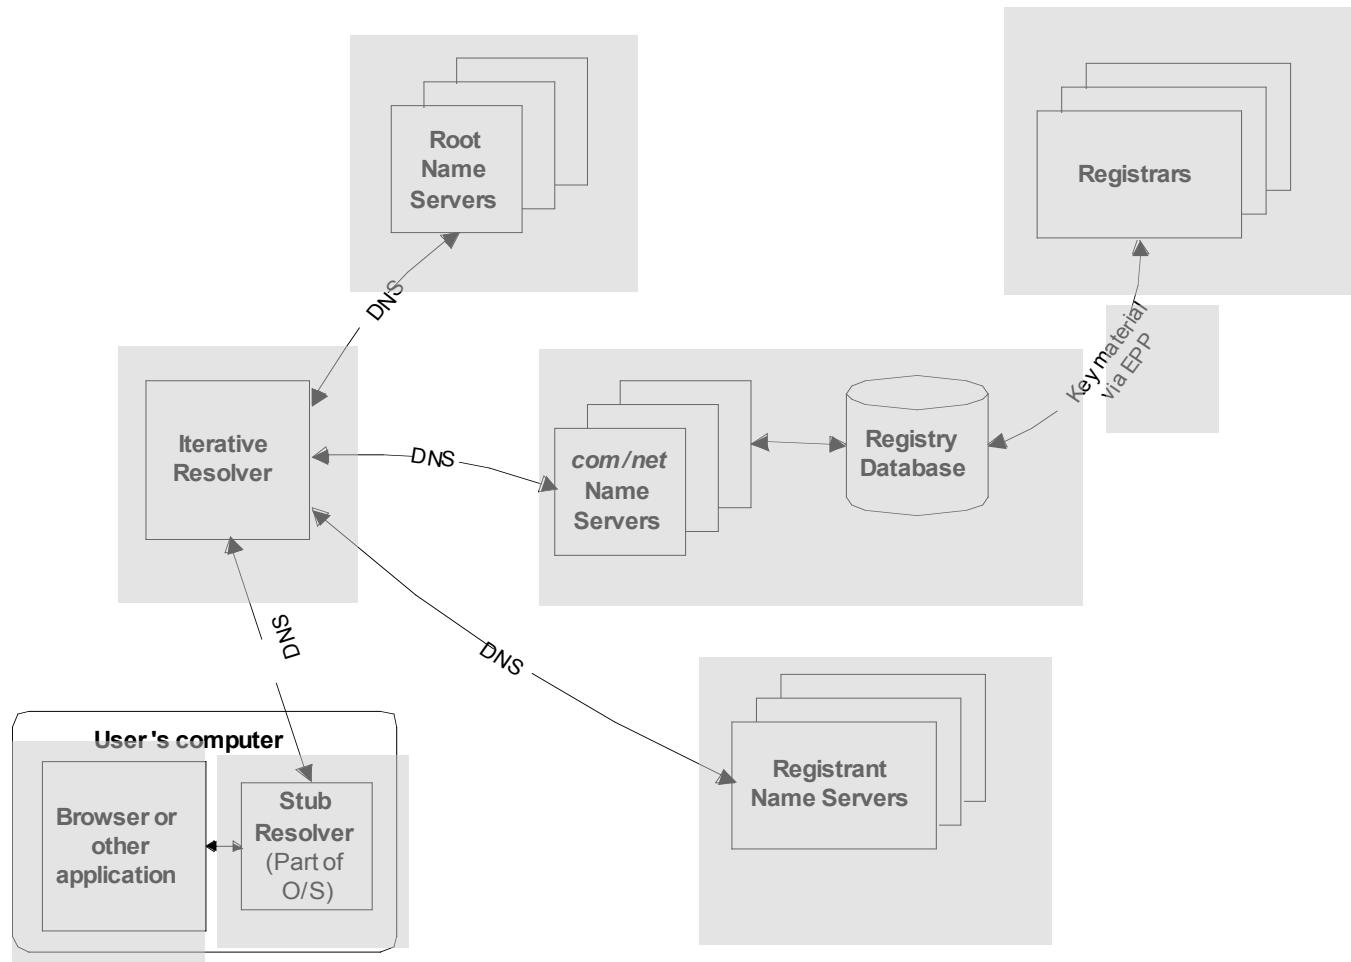 Root
Name
Servers
Registrars
DNS
Key material
via EPP
Iterative
Resolver
DNS
com/net
Name
Servers
Registry
Database
DNS
DNS
Registrant
Name Servers
User's computer
Browser or
other
application
Stub
Resolver
(Part of
O/S)